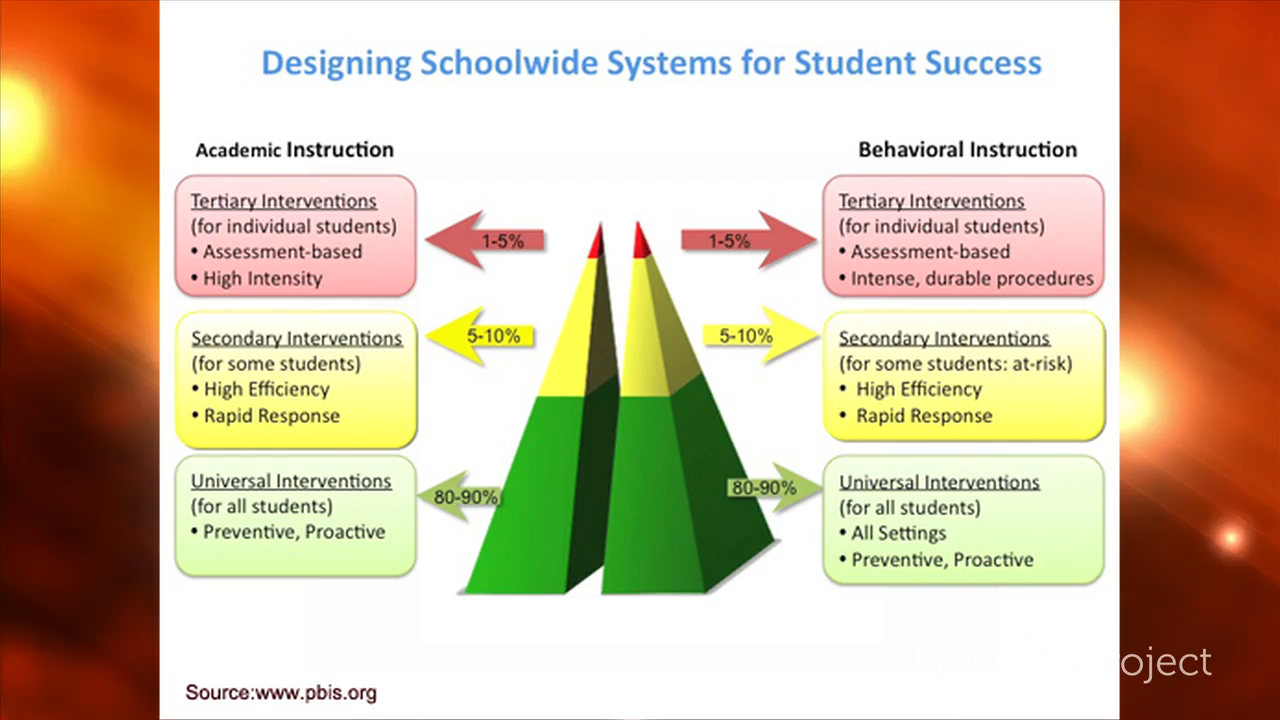 Designing Schoolwide Systems for Student Success
Academic Instruction
Tertiary Interventions
(for individual students)
• Assessment-based
• High Intensity
1-5%
Secondary Interventions
(for some students)
• High Efficiency
• Rapid Response
5-10%
Universal Interventions
(for all students)
• Preventive, Proactive
80-90%
Behavioral Instruction
1-5%
Tertiary Interventions
(for individual students)
• Assessment-based
• Intense, durable procedures
5-10%
Secondary Interventions
(for some students: at-risk)
• High Efficiency
• Rapid Response
80-90%
Universal Interventions
(for all students)
• All Settings
• Preventive, Proactive
Source:www.pbis.org